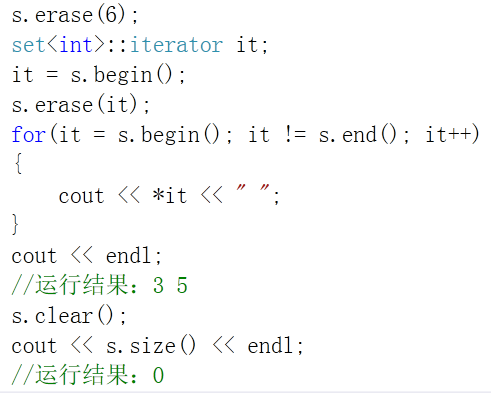 s.erase(6);
set<int>::iterator it;
it = s.begin();
s.erase(it);
for(it = s.begin(); it != s.end(); it++)
{
    cout << *it << " ";
}
cout << endl;
//运行结果：3 5
s.clear();
cout << s.size() << endl;
//运行结果：0